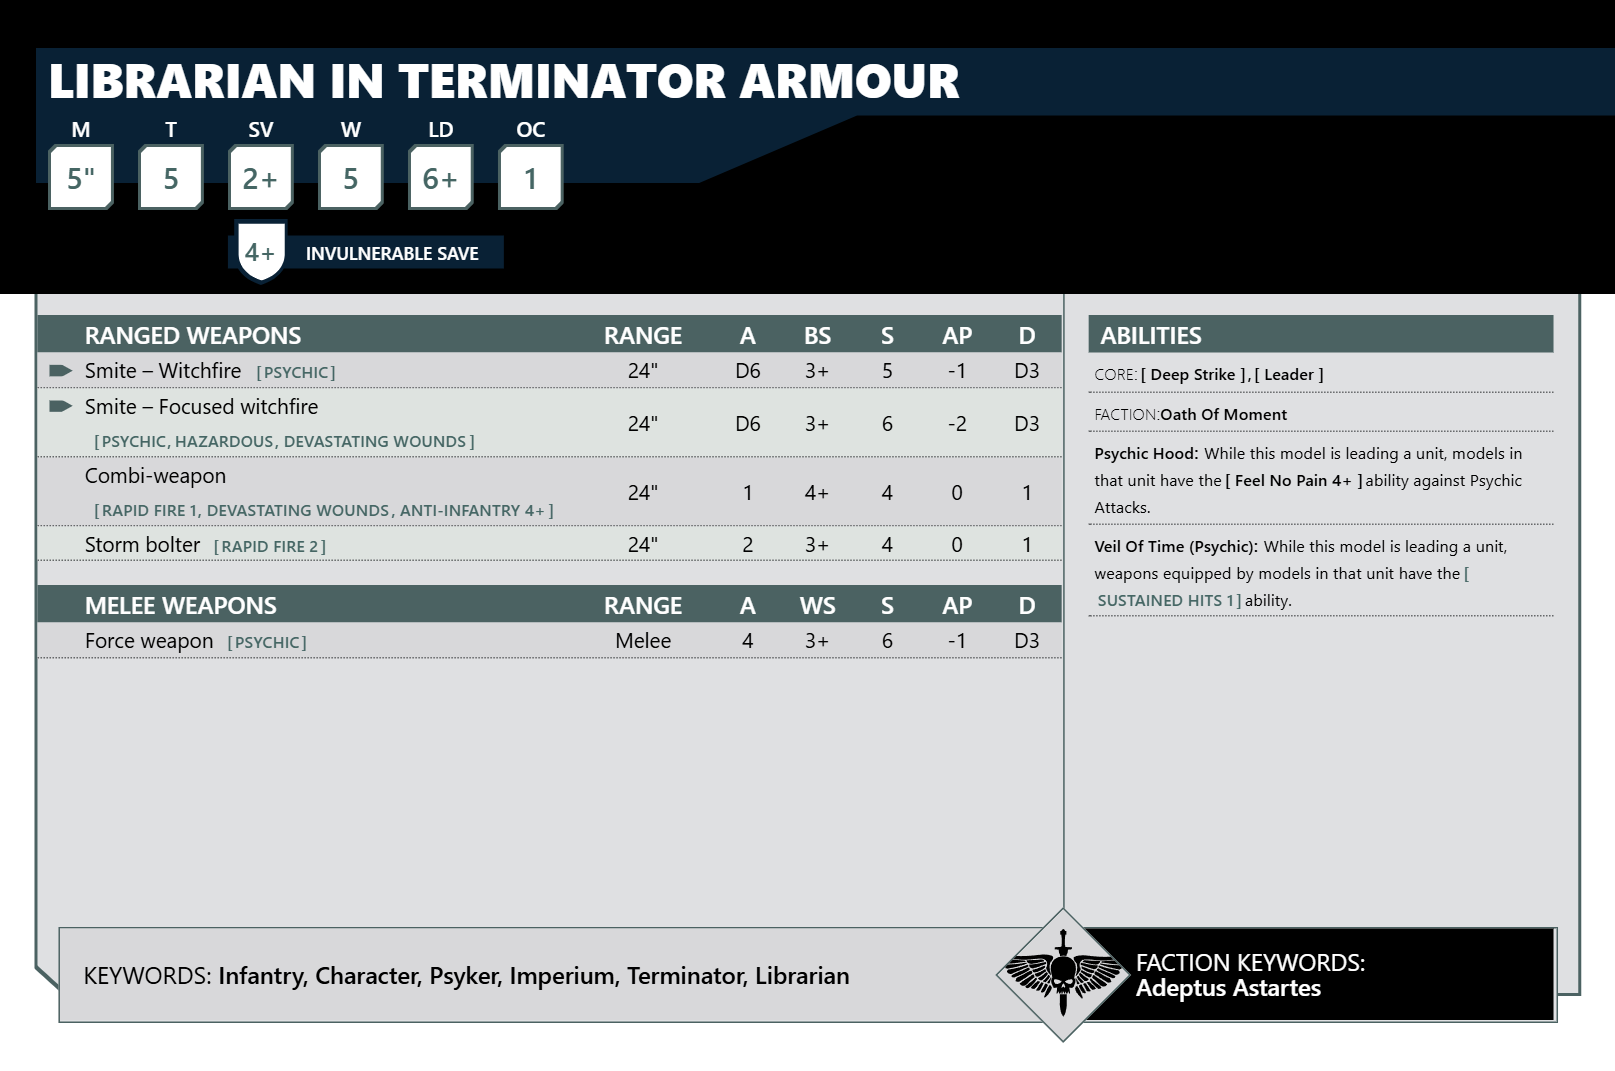 LIBRARIAN IN TERMINATOR ARMOUR
M T SV W LD OC
5" 5 2+ 5 6+ 1
4+ INVULNERABLE SAVE
RANGED WEAPONS RANGE A BS S AP D
Smite – Witchfire [PSYCHIC] 24" D6 3+ 5 -1 D3
Smite – Focused witchfire
[PSYCHIC, HAZARDOUS, DEVASTATING WOUNDS] 24" D6 3+ 6 -2 D3
Combi-weapon
[RAPID FIRE 1, DEVASTATING WOUNDS, ANTI-INFANTRY 4+] 24" 1 4+ 4 0 1
Storm bolter [RAPID FIRE 2] 24" 2 3+ 4 0 1
MELEE WEAPONS RANGE A WS S AP D
Force weapon [PSYCHIC] Melee 4 3+ 6 -1 D3
ABILITIES
CORE: [ Deep Strike ], [ Leader ]
FACTION:Oath Of Moment
Psychic Hood: While this model is leading a unit, models in
that unit have the [ Feel No Pain 4+ ] ability against Psychic
Attacks.
Veil Of Time (Psychic): While this model is leading a unit,
weapons equipped by models in that unit have the [
SUSTAINED HITS 1] ability.
KEYWORDS: Infantry, Character, Psyker, Imperium, Terminator, Librarian
FACTION KEYWORDS:
Adeptus Astartes